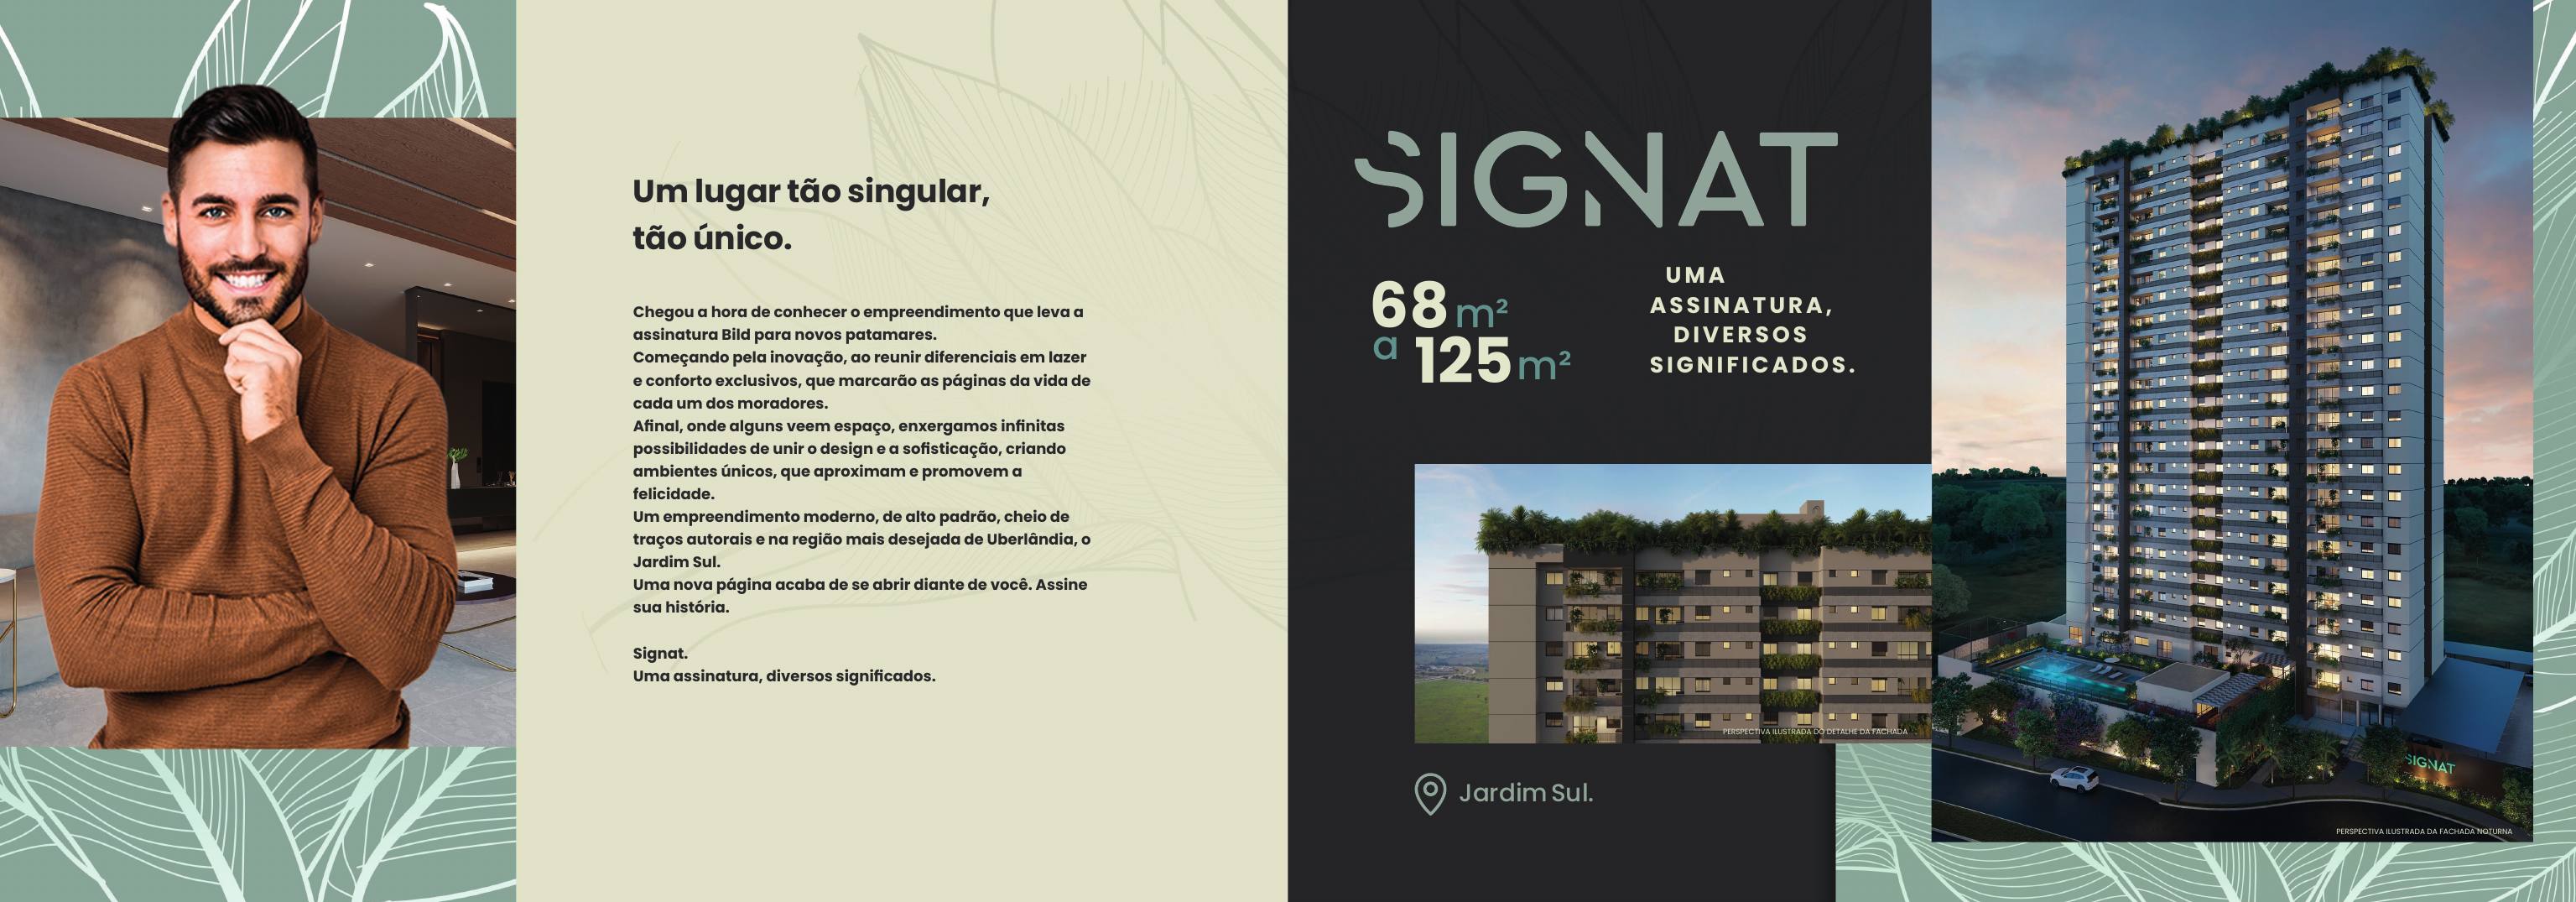 Um lugar tão singular,
tão único.
Chegou a hora de conhecer o empreendimento que leva a
assinatura Bild para novos patamares.
Começando pela inovação, ao reunir diferenciais em lazer
e conforto exclusivos, que marcarão as páginas da vida de
cada um dos moradores.
Afinal, onde alguns veem espaço, enxergamos infinitas
possibilidades de unir o design e a sofisticação, criando
ambientes únicos, que aproximam e promovem a
felicidade.
Um empreendimento moderno, de alto padrão, cheio de
traços autorais e na região mais desejada de Uberlândia, o
Jardim Sul.
Uma nova página acaba de se abrir diante de você. Assine
sua história.
Signat.
Uma assinatura, diversos significados.
SIGNAT
68 m²
a 125 m²
UMA
ASSINATURA,
DIVERSOS
SIGNIFICADOS.
PERSPECTIVA ILUSTRADA DO DETALHE DA FACHADA
Jardim Sul.
SIGNAT
PERSPECTIVA ILUSTRADA DA FACHADA NOTURNA